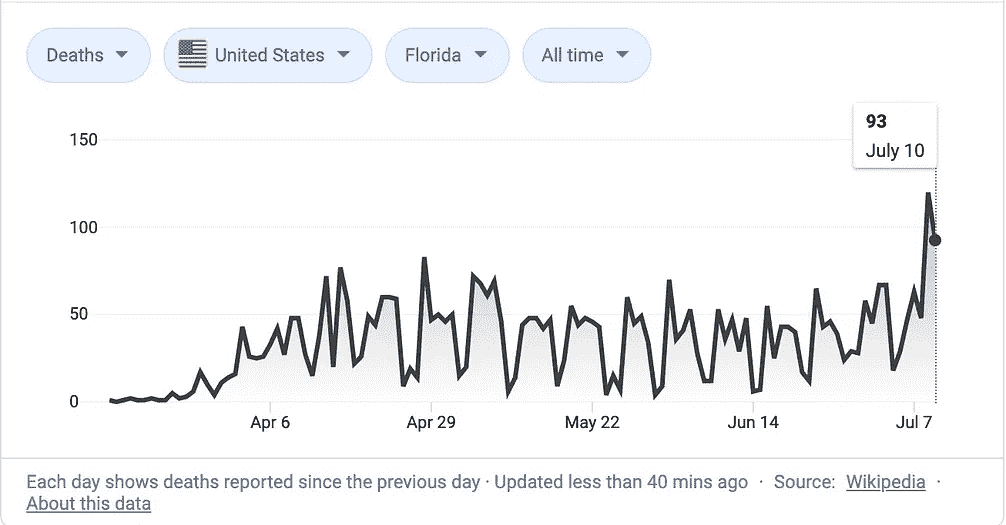 Deaths United States Florida All time
93
July 10
150
100
50
0
Apr 6 Apr 29 May 22 Jun 14 Jul 7
Each day shows deaths reported since the previous day · Updated less than 40 mins ago · Source: Wikipedia ·
About this data